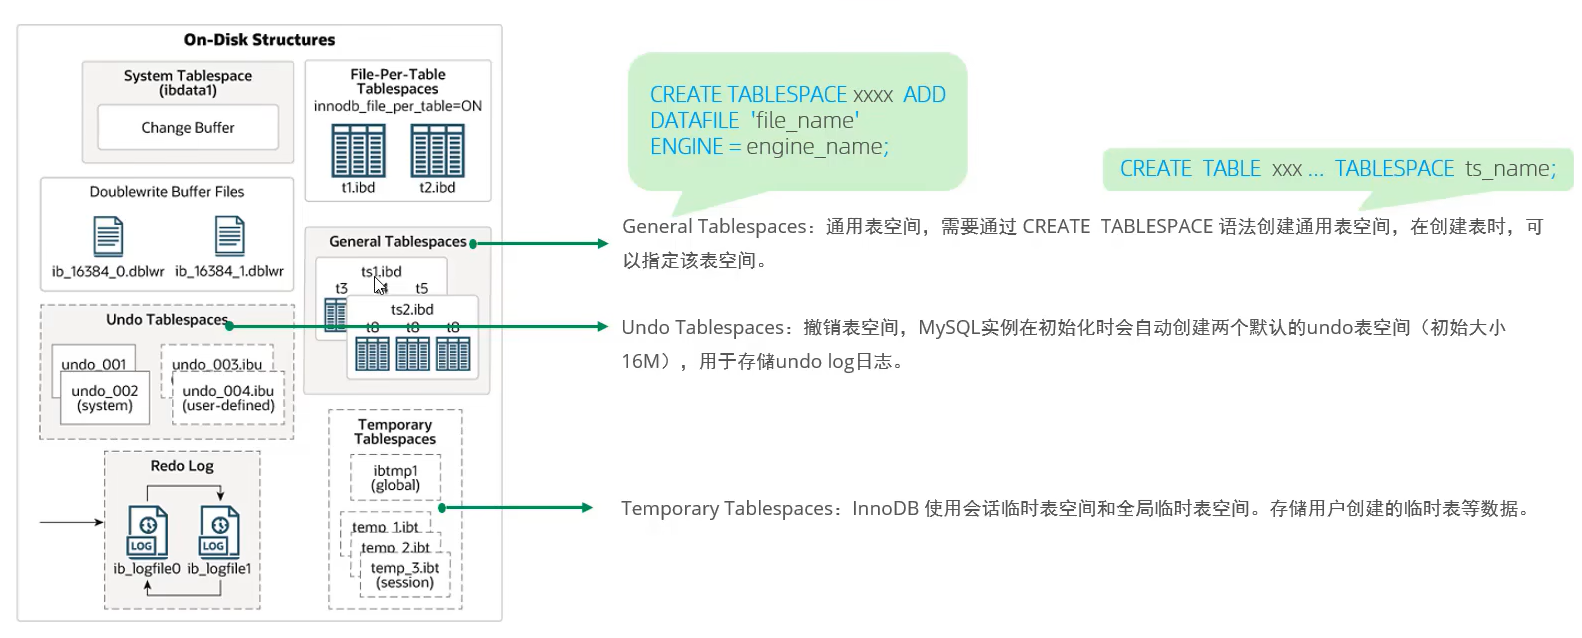 On-Disk Structures
System Tablespace
(ibdata1)
Change Buffer
File-Per-Table
Tablespaces
innodb_file_per_table=ON
t1.ibd t2.ibd
Doublewrite Buffer Files
ib_16384_0.dblwr ib_16384_1.dblwr
General Tablespaces
ts1.ibd
t3 t5
ts2.ibd
t8 t8 t8
Undo Tablespaces
undo_001
undo_002
(system)
undo_003.ibu
undo_004.ibu
(user-defined)
Temporary
Tablespaces
ibtmp1
(global)
temp_1.ibt
temp_2.ibt
temp_3.ibt
(session)
Redo Log
LOG LOG
ib_logfile0 ib_logfile1
CREATE TABLESPACE xxxx ADD
DATAFILE 'file_name'
ENGINE = engine_name;
CREATE TABLE xxx ... TABLESPACE ts_name;
General Tablespaces：通用表空间，需要通过 CREATE TABLESPACE 语法创建通用表空间，在创建表时，可
以指定该表空间。
Undo Tablespaces：撤销表空间，MySQL实例在初始化时会自动创建两个默认的undo表空间（初始大小
16M），用于存储undo log日志。
Temporary Tablespaces：InnoDB 使用会话临时表空间和全局临时表空间。存储用户创建的临时表等数据。